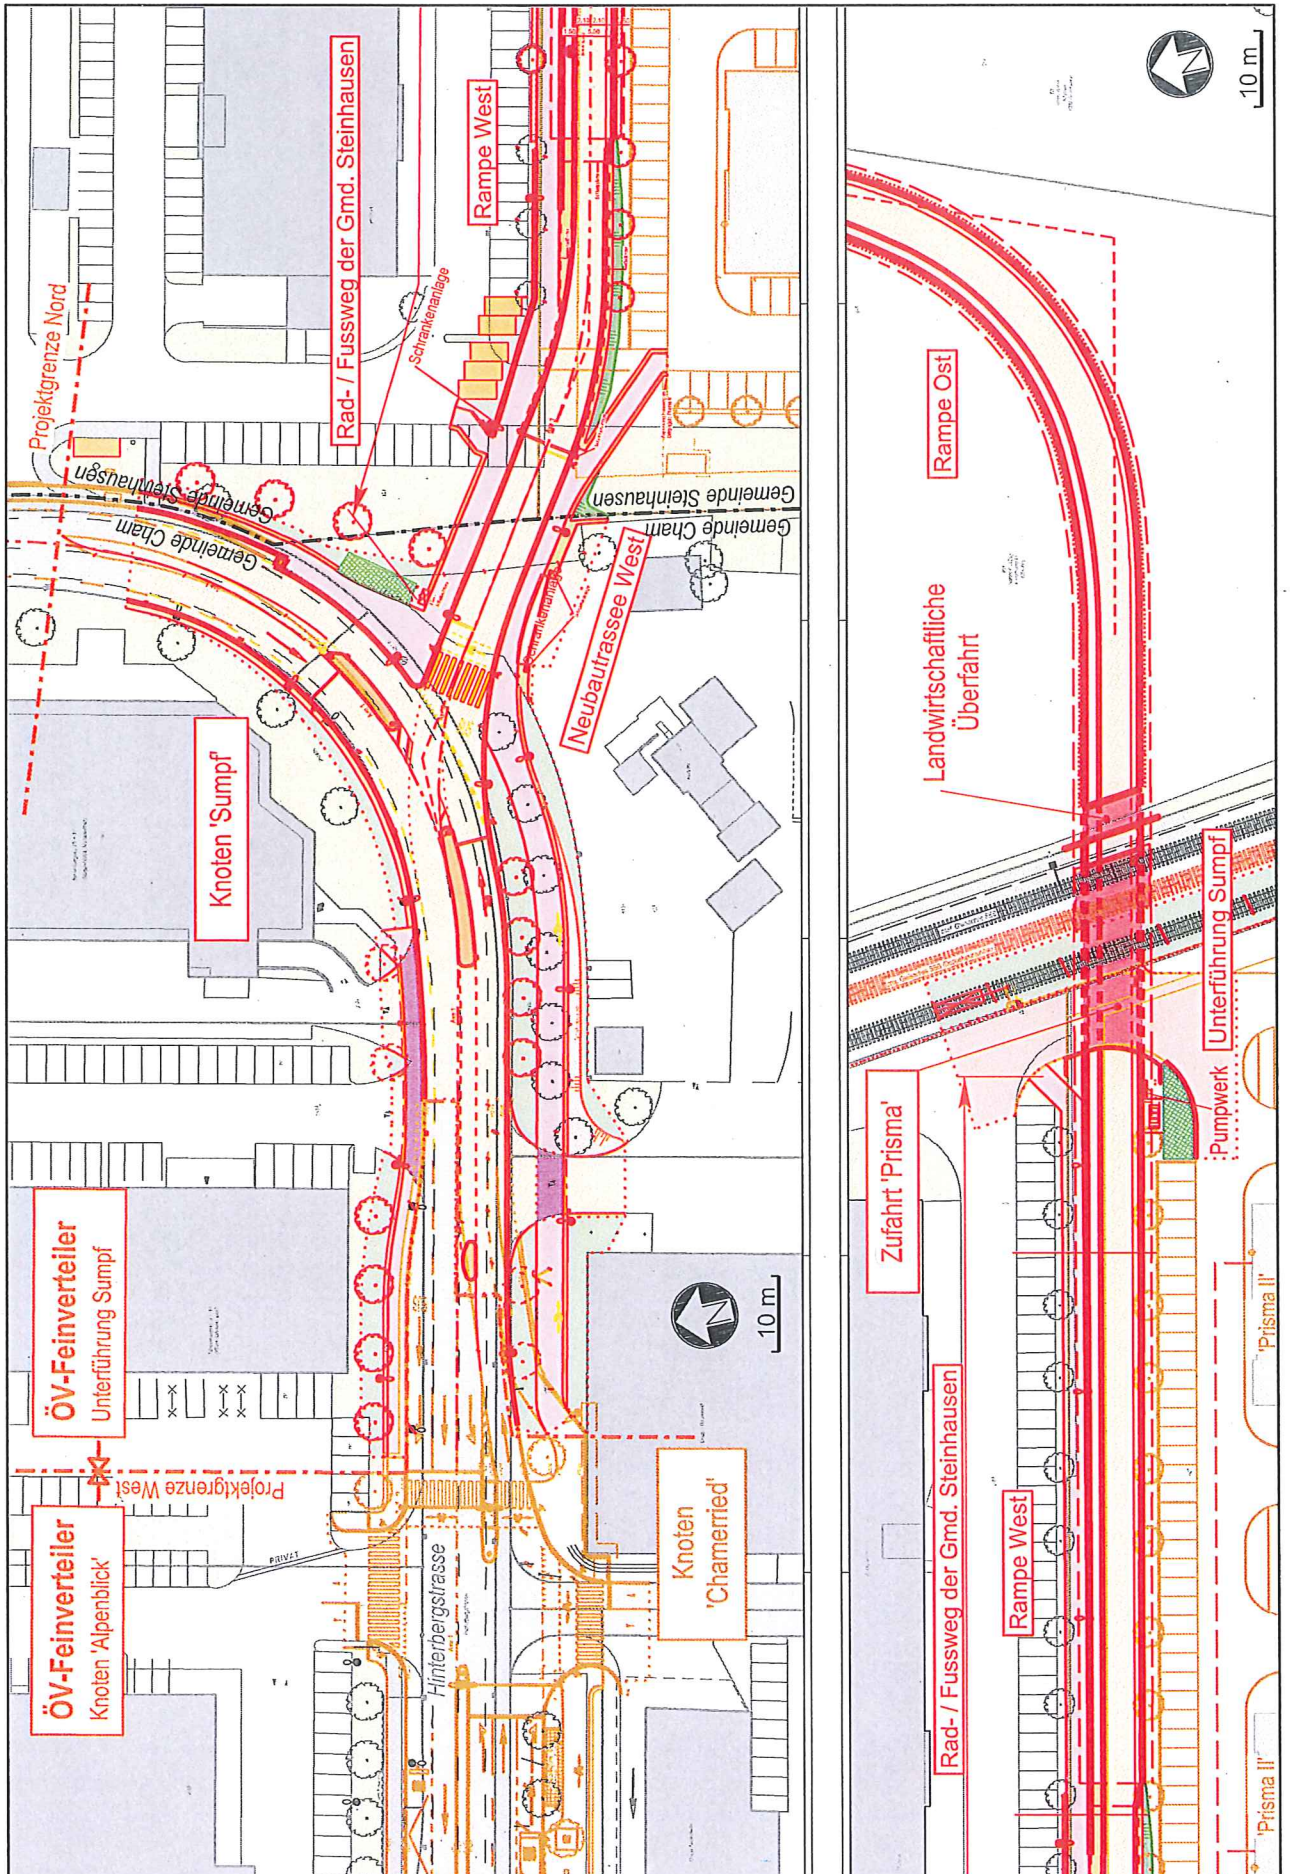 ÖV-Feinverteiler
Knoten 'Alpenblick'
ÖV-Feinverteiler
Unterführung Sumpf
Projektgrenze West
PRIVAT
Hinterbergstrasse
Knoten
'Chamerried'
10 m
N
Knoten 'Sumpf'
Projektgrenze Nord
Gemeinde Cham
Gemeinde Steinhausen
Rad- / Fussweg der Gmd. Steinhausen
Schrankenanlage
Rampe West
Schrankenanlage
Neubautrassee West
Gemeinde Cham
Gemeinde Steinhausen
Rad- / Fussweg der Gmd. Steinhausen
Rampe West
Zufahrt 'Prisma'
Pumpwerk
Unterführung Sumpf
'Prisma II'
'Prisma II'
Landwirtschaftliche
Überfahrt
Rampe Ost
N
10 m